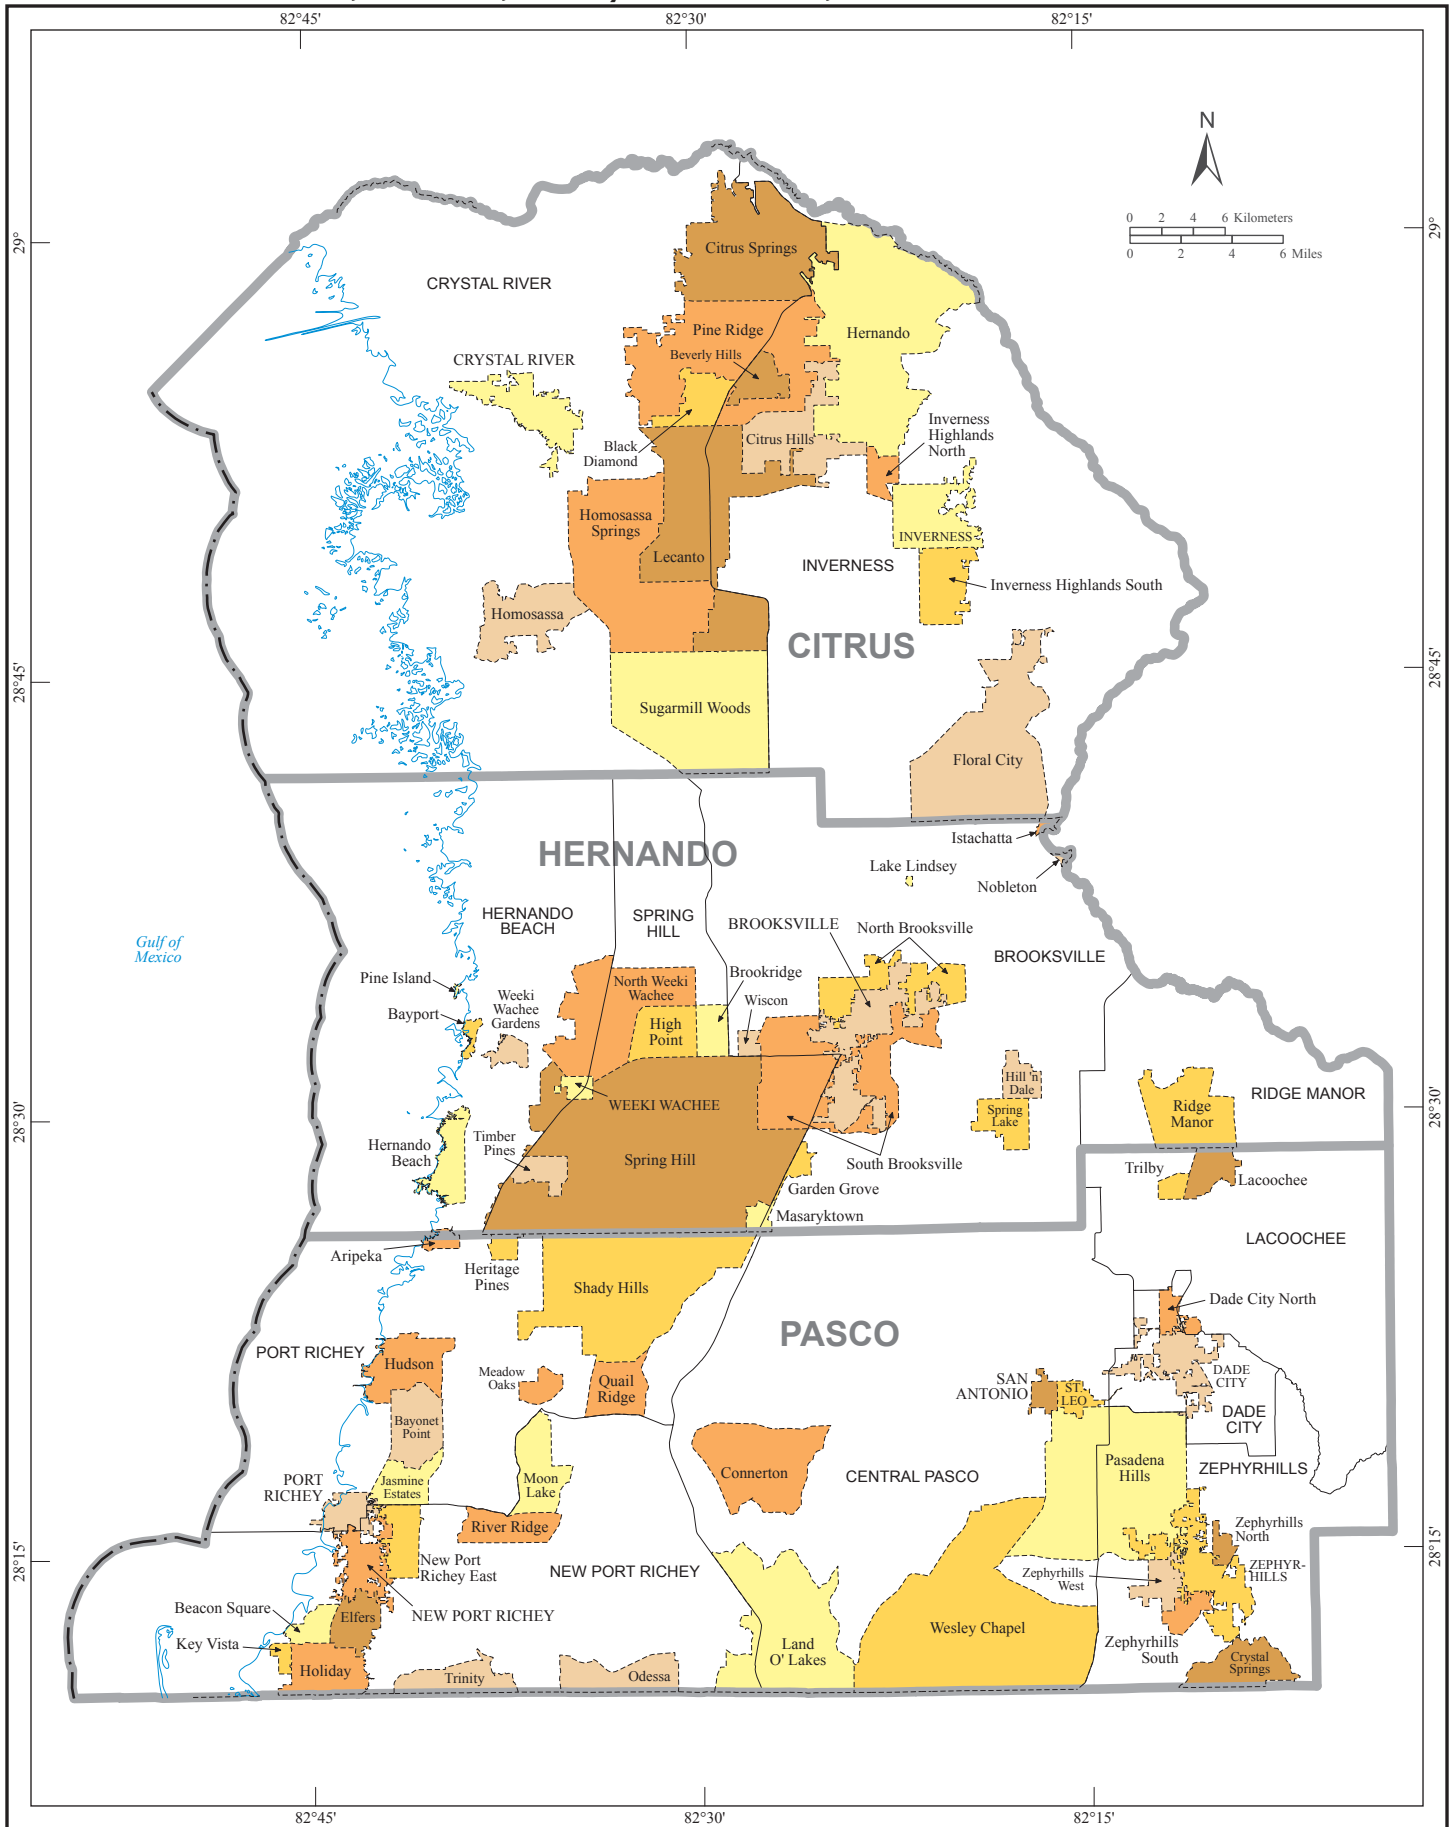 82°45'
82°30'
82°15'
N
0 2 4 6 Kilometers
0 2 4 6 Miles
29°
29°
Citrus Springs
CRYSTAL RIVER
Pine Ridge
Hernando
Beverly Hills
CRYSTAL RIVER
Inverness
Highlands
North
Black
Diamond
Citrus Hills
Homosassa
Springs
INVERNESS
Lecanto
INVERNESS
Inverness Highlands South
Homosassa
CITRUS
28°45'
28°45'
Sugarmill Woods
Floral City
Istachatta
HERNANDO
Lake Lindsey
Nobleton
HERNANDO
BEACH
SPRING
HILL
BROOKSVILLE
North Brooksville
BROOKSVILLE
Gulf of
Mexico
Pine Island
North Weeki
Wachee
Brookridge
Weeki
Wachee
Gardens
Wiscon
Bayport
High
Point
Hill 'n
Dale
RIDGE MANOR
WEEKI WACHEE
Spring
Lake
Ridge
Manor
28°30'
28°30'
Hernando
Beach
Timber
Pines
Spring Hill
South Brooksville
Trilby
Lacoochee
Garden Grove
Masaryktown
Aripeka
LACOOCHEE
Heritage
Pines
Shady Hills
Dade City North
PASCO
PORT RICHEY
Hudson
Meadow
Oaks
Quail
Ridge
SAN
ANTONIO
ST.
LEO
DADE
CITY
Bayonet
Point
DADE
CITY
Pasadena
Hills
ZEPHYRHILLS
Connerton
CENTRAL PASCO
PORT
RICHEY
Jasmine
Estates
Moon
Lake
River Ridge
Zephyrhills
North
28°15'
28°15'
New Port
Richey East
NEW PORT RICHEY
Zephyrhills
West
ZEPHYR-
HILLS
Beacon Square
Elfers
NEW PORT RICHEY
Wesley Chapel
Key Vista
Land
O' Lakes
Zephyrhills
South
Holiday
Trinity
Odessa
Crystal
Springs
82°45'
82°30'
82°15'